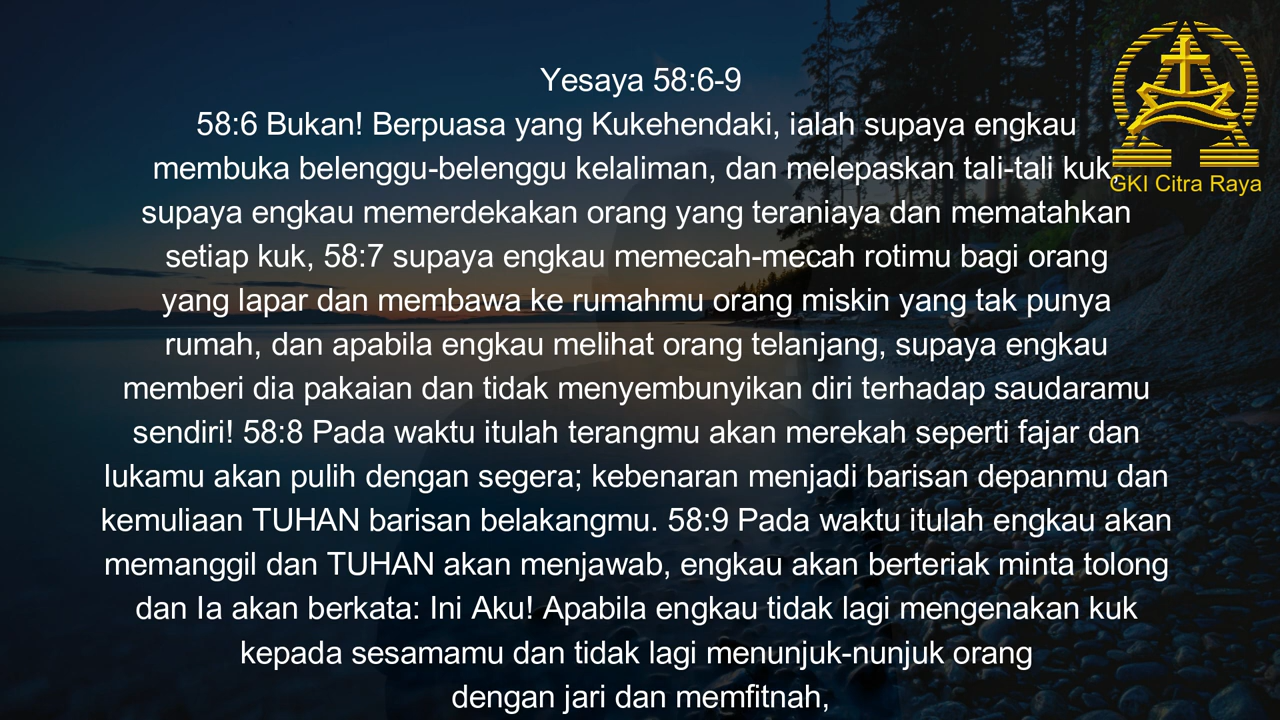 Yesaya 58:6-9
58:6 Bukan! Berpuasa yang Kukehendaki, ialah supaya engkau
membuka belenggu-belenggu kelaliman, dan melepaskan tali-tali kuk,
supaya engkau memerdekakan orang yang teraniaya dan mematahkan
setiap kuk, 58:7 supaya engkau memecah-mecah rotimu bagi orang
yang lapar dan membawa ke rumahmu orang miskin yang tak punya
rumah, dan apabila engkau melihat orang telanjang, supaya engkau
memberi dia pakaian dan tidak menyembunyikan diri terhadap saudaramu
sendiri! 58:8 Pada waktu itulah terangmu akan merekah seperti fajar dan
lukamu akan pulih dengan segera; kebenaran menjadi barisan depanmu dan
kemuliaan TUHAN barisan belakangmu. 58:9 Pada waktu itulah engkau akan
memanggil dan TUHAN akan menjawab, engkau akan berteriak minta tolong
dan Ia akan berkata: Ini Aku! Apabila engkau tidak lagi mengenakan kuk
kepada sesamamu dan tidak lagi menunjuk-nunjuk orang
dengan jari dan memfitnah,
GKI Citra Raya